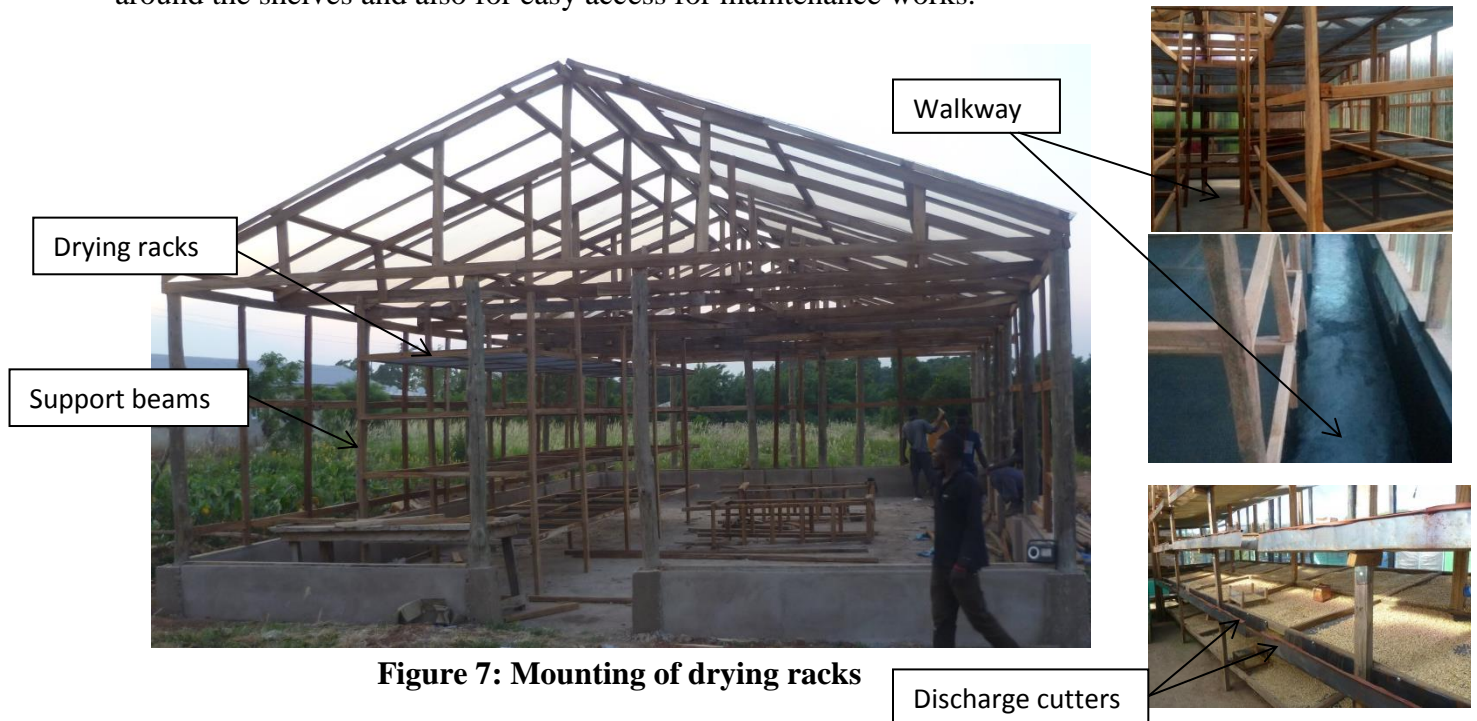 around the shelves and also for easy access for maintenance works.
Walkway
Drying racks
Support beams
Figure 7: Mounting of drying racks
Discharge cutters